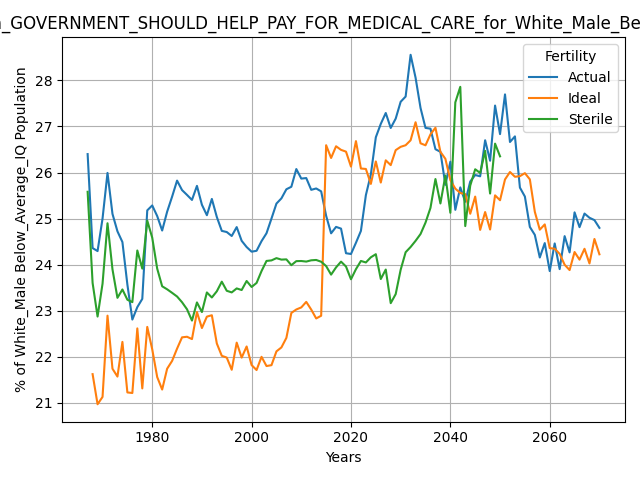 _GOVERNMENT_SHOULD_HELP_PAY_FOR_MEDICAL_CARE_for_White_Male_Be
% of White_Male Below_Average_IQ Population
28
27
26
25
24
23
22
21
1980
2000
2020
2040
2060
Years
Fertility
Actual
Ideal
Sterile